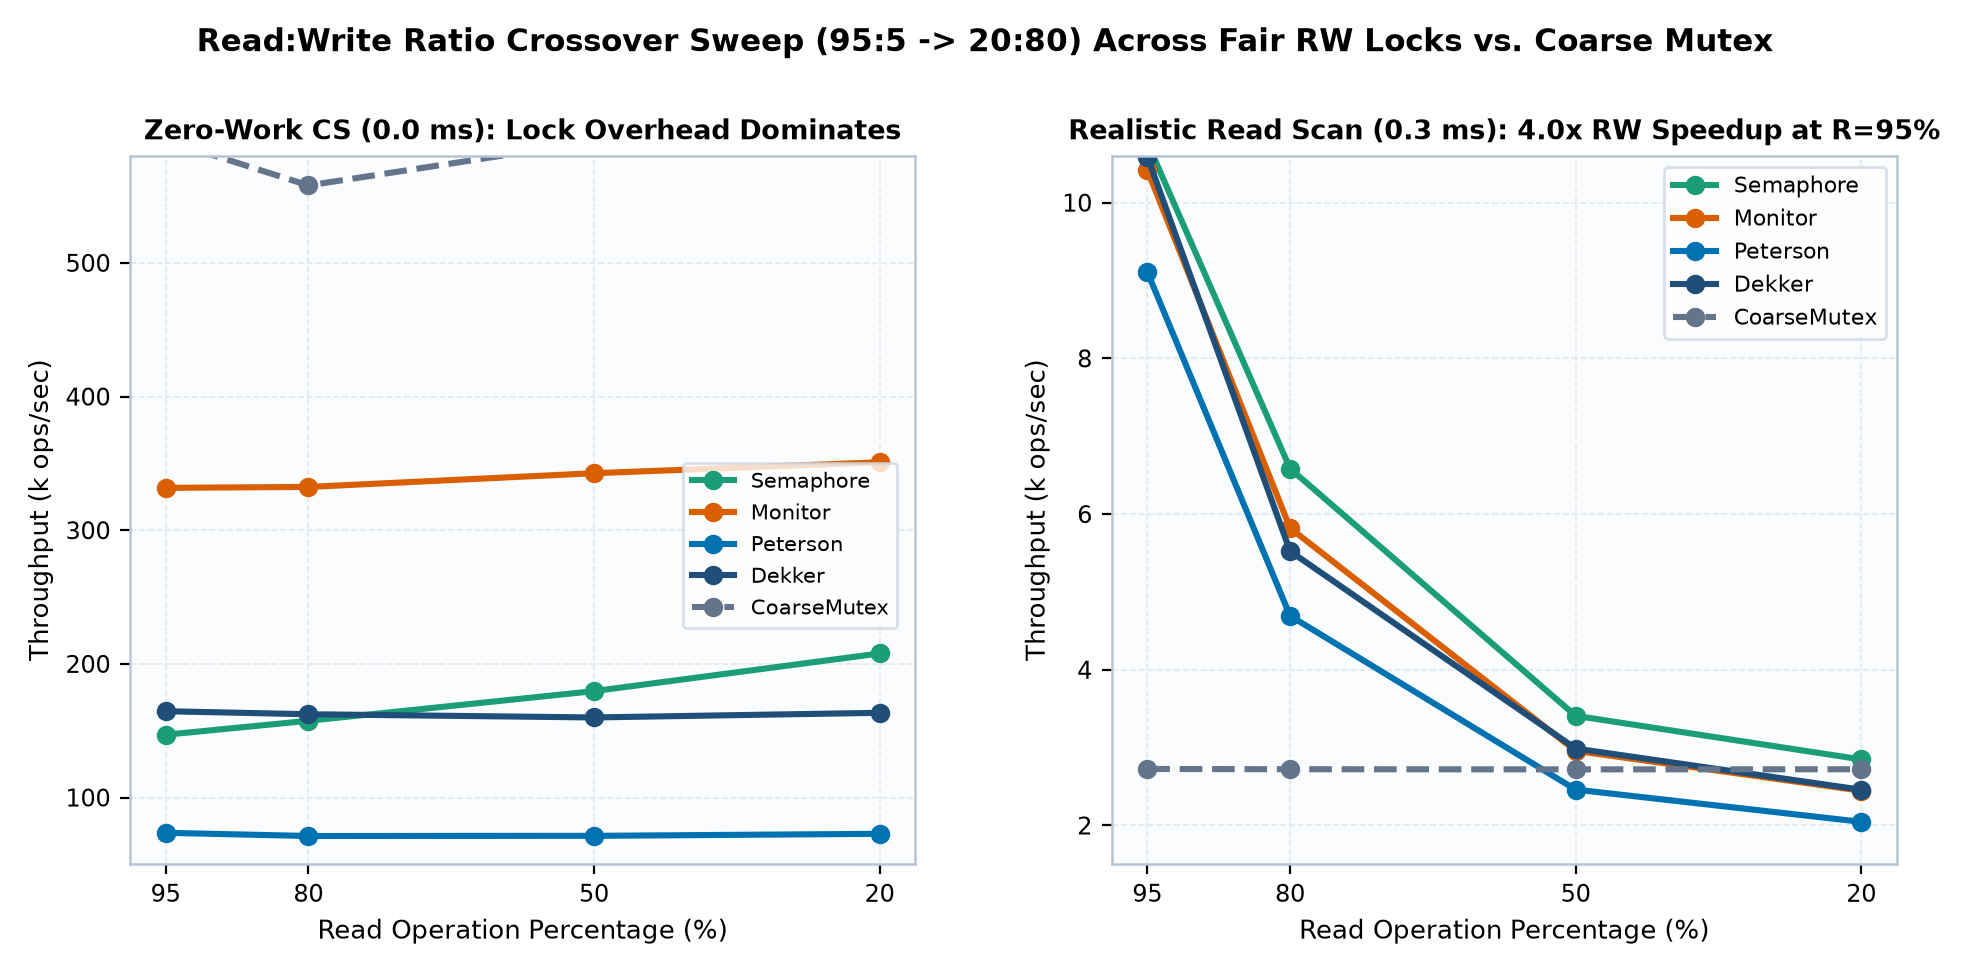 Read:Write Ratio Crossover Sweep (95:5 -> 20:80) Across Fair RW Locks vs. Coarse Mutex
Zero-Work CS (0.0 ms): Lock Overhead Dominates
Throughput (k ops/sec)
500
400
300
200
100
Semaphore
Monitor
Peterson
Dekker
CoarseMutex
95
80
50
20
Read Operation Percentage (%)
Realistic Read Scan (0.3 ms): 4.0x RW Speedup at R=95%
Throughput (k ops/sec)
10
8
6
4
2
Semaphore
Monitor
Peterson
Dekker
CoarseMutex
95
80
50
20
Read Operation Percentage (%)